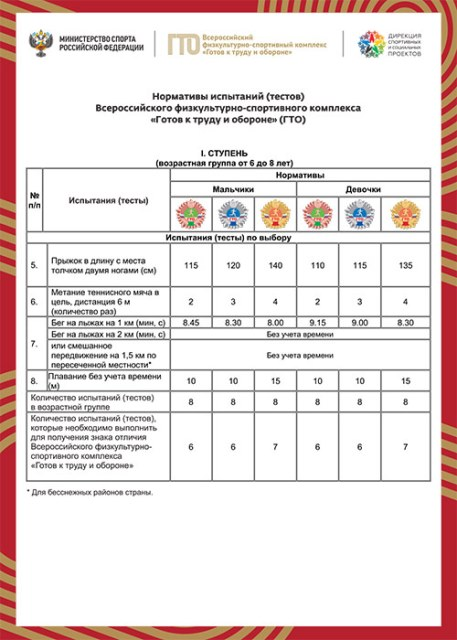 МИНИСТЕРСТВО СПОРТА
РОССИЙСКОЙ ФЕДЕРАЦИИ
ГТО
Всероссийский
физкультурно-спортивный комплекс
«Готов к труду и обороне»
ДИРЕКЦИЯ
СПОРТИВНЫХ
И СОЦИАЛЬНЫХ
ПРОЕКТОВ
Нормативы испытаний (тестов)
Всероссийского физкультурно-спортивного комплекса
«Готов к труду и обороне» (ГТО)
I. СТУПЕНЬ
(возрастная группа от 6 до 8 лет)
№
п/п
Испытания (тесты)
Нормативы
Мальчики
Девочки
Испытания (тесты) по выбору
5. Прыжок в длину с места
толчком двумя ногами (см) 115 120 140 110 115 135
6. Метание теннисного мяча в
цель, дистанция 6 м
(количество раз) 2 3 4 2 3 4
7. Бег на лыжах на 1 км (мин, с) 8.45 8.30 8.00 9.15 9.00 8.30
Бег на лыжах на 2 км (мин, с) Без учета времени
или смешанное
передвижение на 1,5 км по
пересеченной местности* Без учета времени
8. Плавание без учета времени
(м) 10 10 15 10 10 15
Количество испытаний (тестов)
в возрастной группе 8 8 8 8 8 8
Количество испытаний (тестов),
которые необходимо выполнить
для получения знака отличия
Всероссийского физкультурно-
спортивного комплекса
«Готов к труду и обороне» 6 6 7 6 6 7
* Для бесснежных районов страны.